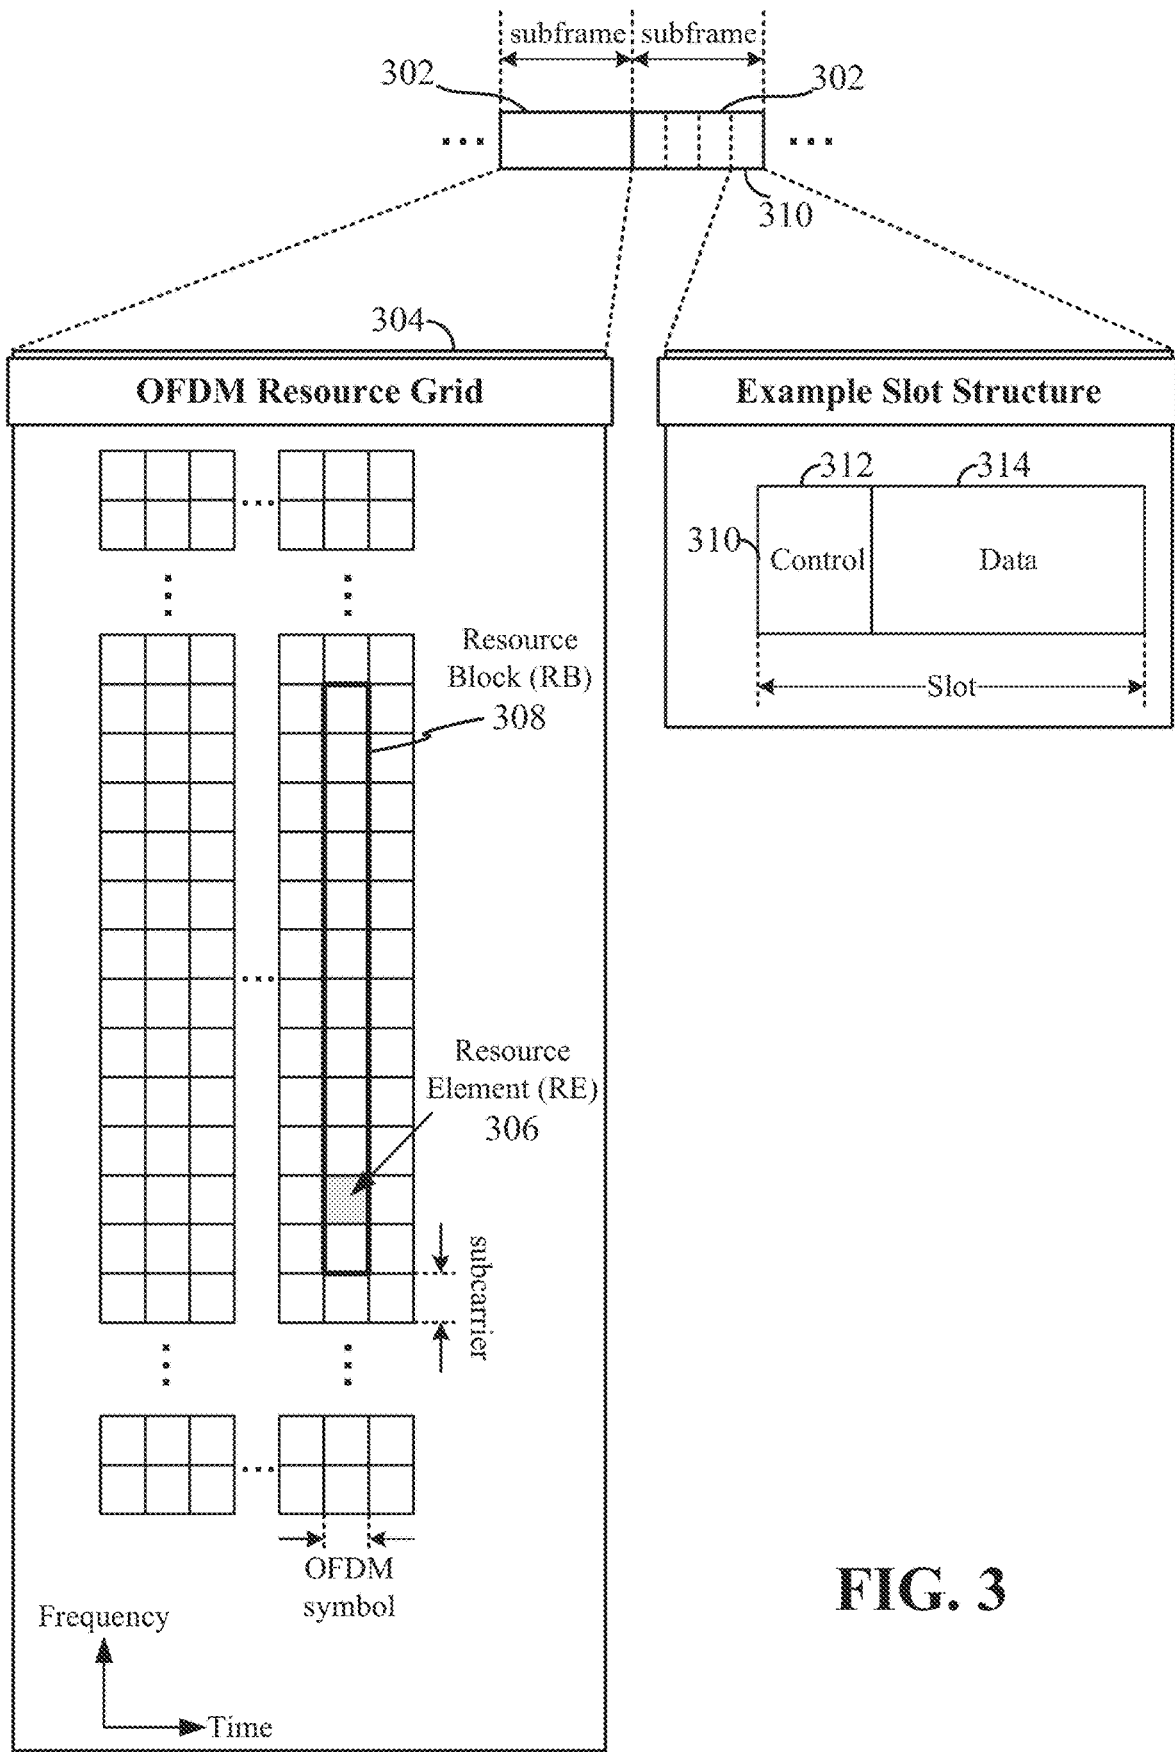 subframe subframe
302 302
310
304
OFDM Resource Grid
Example Slot Structure
312 314
310 Control Data
Slot
Resource
Block (RB)
308
Resource
Element (RE)
306
subcarrier
OFDM
symbol
Frequency
Time
FIG. 3